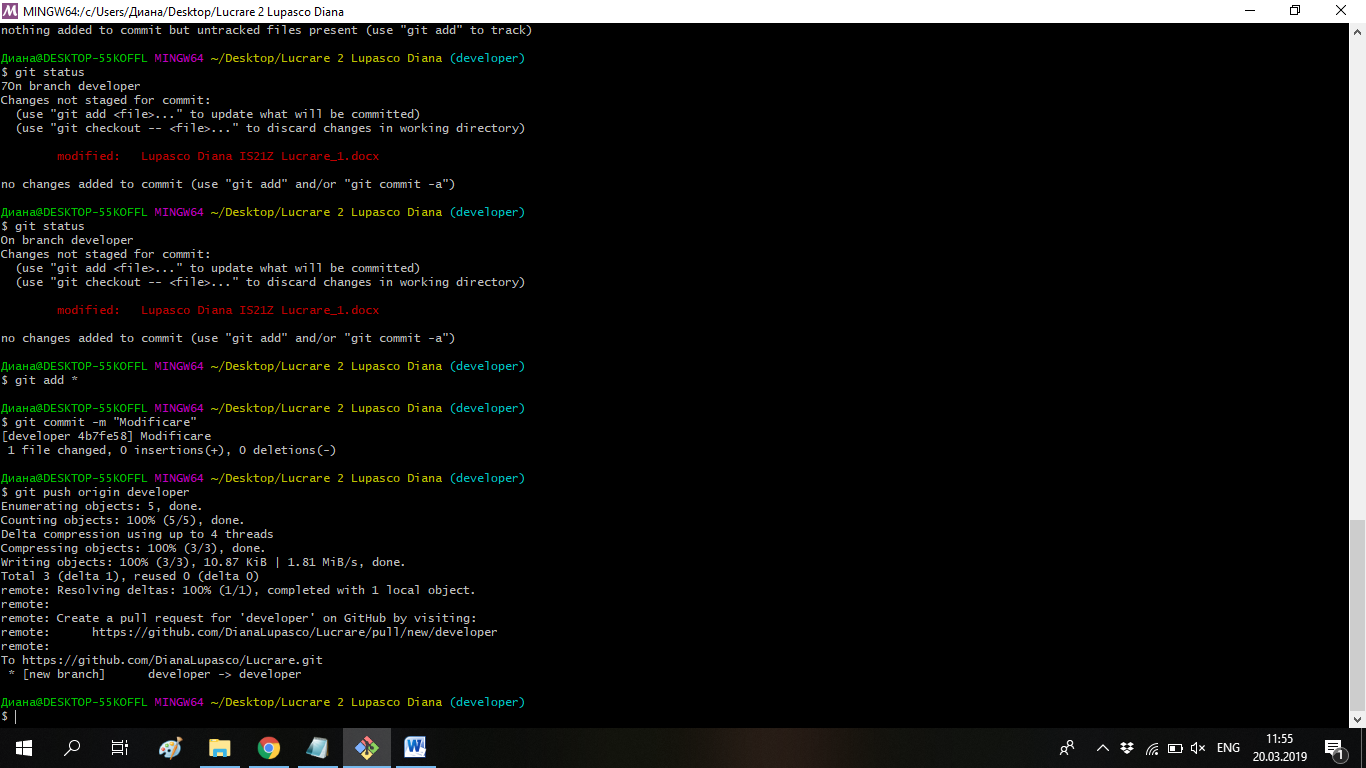 MINGW64:/c/Users/Диана/Desktop/Lucrare 2 Lupasco Diana
nothing added to commit but untracked files present (use "git add" to track)
Диана@DESKTOP-55KOFFL MINGW64 ~/Desktop/Lucrare 2 Lupasco Diana (developer)
$ git status
7On branch developer
Changes not staged for commit:
(use "git add <file>..." to update what will be committed)
(use "git checkout -- <file>..." to discard changes in working directory)
modified: Lupasco Diana IS21Z Lucrare_1.docx
no changes added to commit (use "git add" and/or "git commit -a")
Диана@DESKTOP-55KOFFL MINGW64 ~/Desktop/Lucrare 2 Lupasco Diana (developer)
$ git status
On branch developer
Changes not staged for commit:
(use "git add <file>..." to update what will be committed)
(use "git checkout -- <file>..." to discard changes in working directory)
modified: Lupasco Diana IS21Z Lucrare_1.docx
no changes added to commit (use "git add" and/or "git commit -a")
Диана@DESKTOP-55KOFFL MINGW64 ~/Desktop/Lucrare 2 Lupasco Diana (developer)
$ git add *
Диана@DESKTOP-55KOFFL MINGW64 ~/Desktop/Lucrare 2 Lupasco Diana (developer)
$ git commit -m "Modificare"
[developer 4b7fe58] Modificare
1 file changed, 0 insertions(+), 0 deletions(-)
Диана@DESKTOP-55KOFFL MINGW64 ~/Desktop/Lucrare 2 Lupasco Diana (developer)
$ git push origin developer
Enumerating objects: 5, done.
Counting objects: 100% (5/5), done.
Delta compression using up to 4 threads
Compressing objects: 100% (3/3), done.
Writing objects: 100% (3/3), 10.87 KiB | 1.81 MiB/s, done.
Total 3 (delta 1), reused 0 (delta 0)
remote: Resolving deltas: 100% (1/1), completed with 1 local object.
remote:
remote: Create a pull request for 'developer' on GitHub by visiting:
remote: https://github.com/DianaLupasco/Lucrare/pull/new/developer
remote:
To https://github.com/DianaLupasco/Lucrare.git
* [new branch] developer -> developer
Диана@DESKTOP-55KOFFL MINGW64 ~/Desktop/Lucrare 2 Lupasco Diana (developer)
$
ENG
11:55
20.03.2019
1